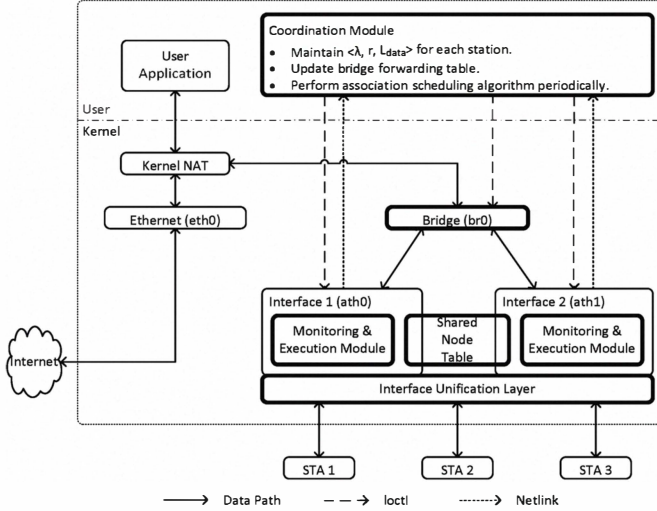 Coordination Module
• Maintain <λ, r, Ldata> for each station.
• Update bridge forwarding table.
• Perform association scheduling algorithm periodically.
User
Application
User
Kernel
Kernel NAT
Ethernet (eth0)
Bridge (br0)
Interface 1 (ath0)
Interface 2 (ath1)
Monitoring &
Execution Module
Shared
Node
Table
Monitoring &
Execution Module
Internet
Interface Unification Layer
STA 1
STA 2
STA 3
Data Path
Ioctl
Netlink